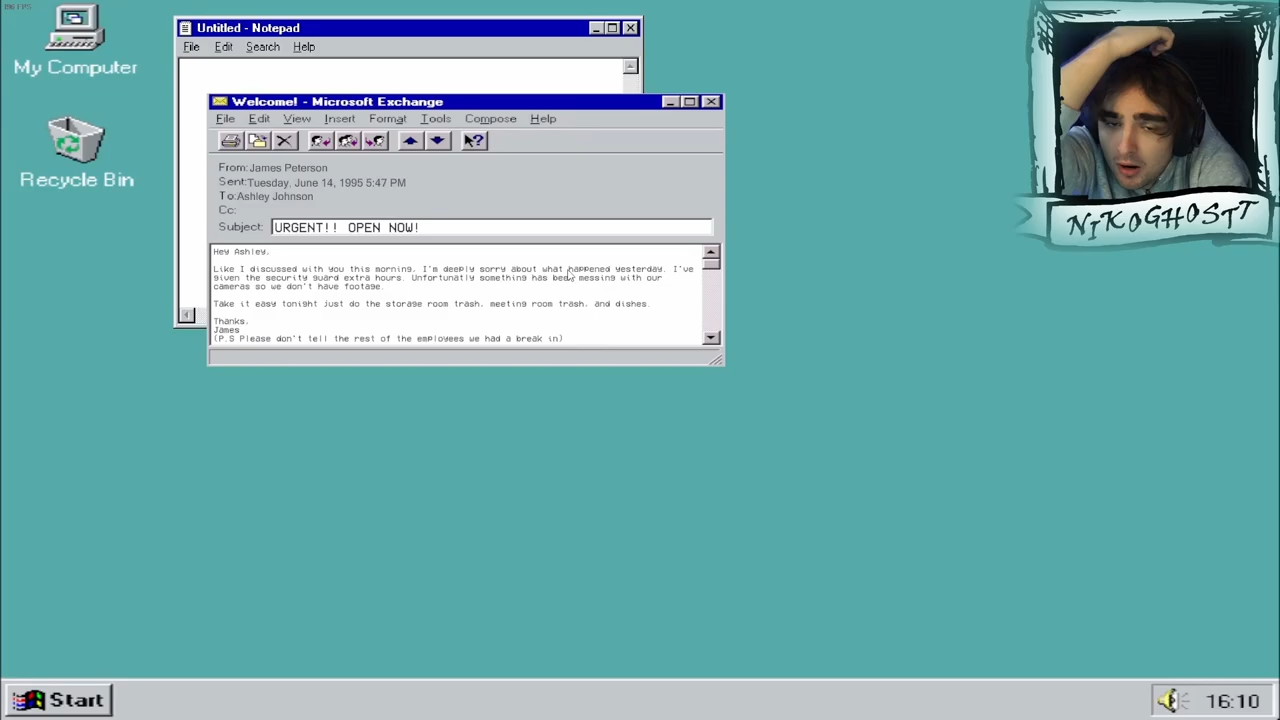 My Computer
Recycle Bin
Untitled - Notepad
File Edit Search Help
Welcome! - Microsoft Exchange
File Edit View Insert Format Tools Compose Help
From:James Peterson
Sent:Tuesday, June 14, 1995 5:47 PM
To:Ashley Johnson
Cc:
Subject: URGENT!! OPEN NOW!
Hey Ashley,
Like I discussed with you this morning, I'm deeply sorry about what happened yesterday. I've
given the security guard extra hours. Unfortunatly something has been messing with our
cameras so we don't have footage.
Take it easy tonight just do the storage room trash, meeting room trash, and dishes.
Thanks,
James
(P.S Please don't tell the rest of the employees we had a break in)
NIKOGHOSTT
Start
16:10